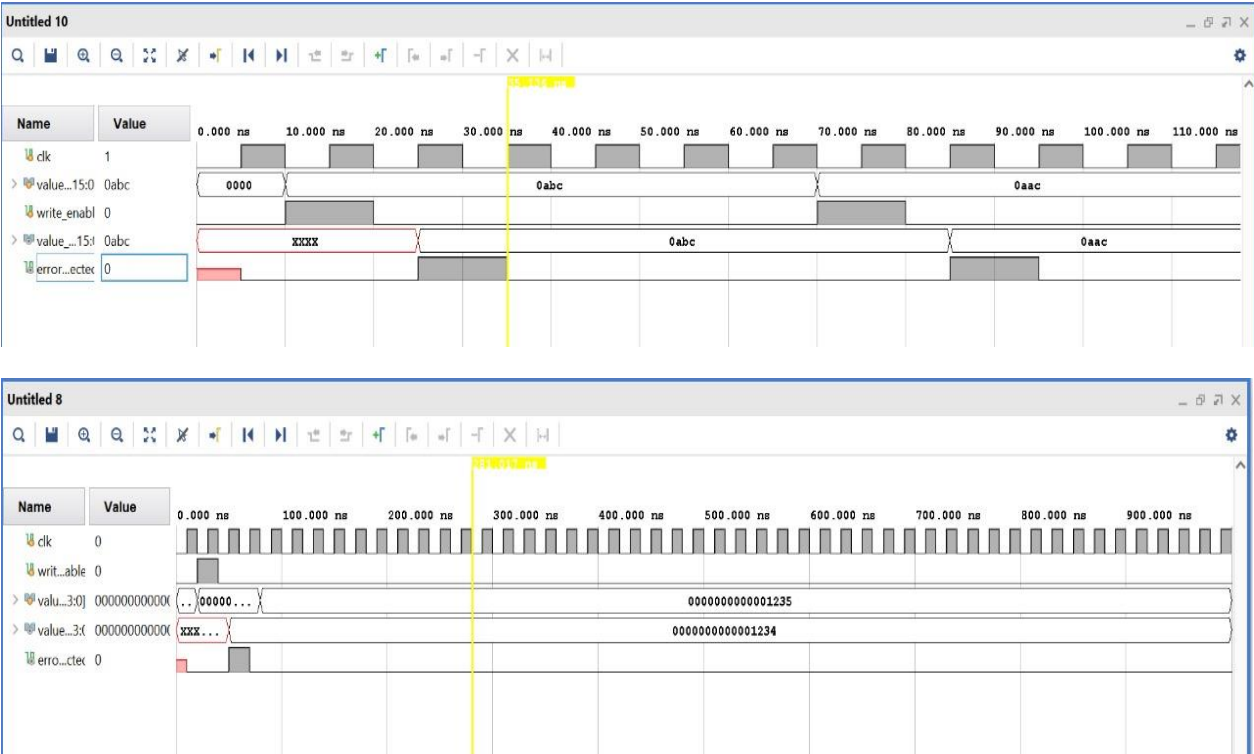 Untitled 10
Name Value
0.000 ns 10.000 ns 20.000 ns 30.000 ns 40.000 ns 50.000 ns 60.000 ns 70.000 ns 80.000 ns 90.000 ns 100.000 ns 110.000 ns
clk 1
value...15:0 0abc 0000 0abc 0aac
write_enabl 0
value_...15:( 0abc XXXX 0abc 0aac
error...ectec 0
Untitled 8
Name Value
0.000 ns 100.000 ns 200.000 ns 300.000 ns 400.000 ns 500.000 ns 600.000 ns 700.000 ns 800.000 ns 900.000 ns
clk 0
writ...able 0
valu...3:0] 00000000000( .. 00000... 0000000000001235
value...3:( 00000000000( XXX... 0000000000001234
erro...ctec 0